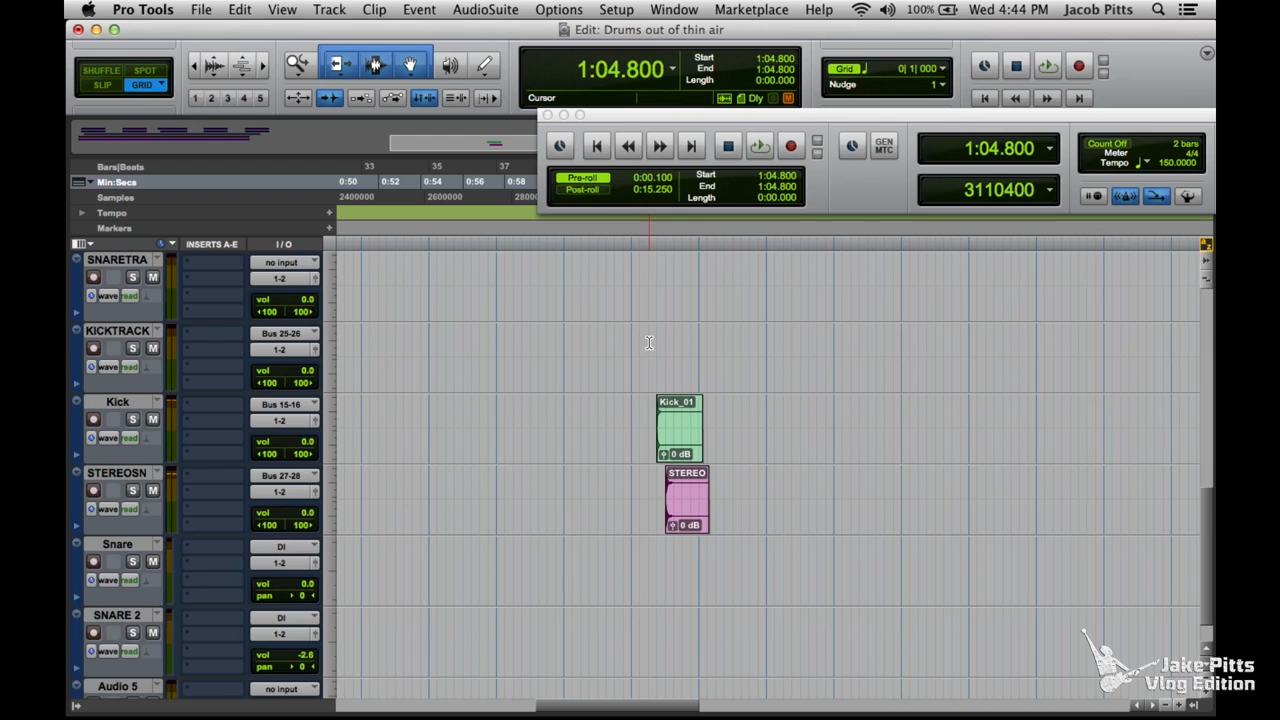 Pro Tools File Edit View Track Clip Event AudioSuite Options Setup Window Marketplace Help 100% Wed 4:44 PM Jacob Pitts
Edit: Drums out of thin air
SHUFFLE SPOT
SLIP GRID
1 2 3 4 5
1:04.800
Start 1:04.800
End 1:04.800
Length 0:00.000
Cursor
Dly S M
Grid 0| 1| 000
Nudge 1
GEN
MTC
Pre-roll 0:00.100
Post-roll 0:15.250
Start 1:04.800
End 1:04.800
Length 0:00.000
1:04.800
3110400
Count Off 2 bars
Meter 4/4
Tempo 150.0000
Bars|Beats 33 35 37
Min:Secs 0:50 0:52 0:54 0:56 0:58
Samples 2400000 2600000 28000
Tempo
Markers
INSERTS A-E I / O
SNARETRA
no input
S M
1-2
wave read
vol 0.0
100 100
KICKTRACK
Bus 25-26
S M
1-2
wave read
vol 0.0
100 100
Kick
Bus 15-16
S M
1-2
wave read
vol 0.0
100 100
Kick_01
0 dB
STEREOSN
Bus 27-28
S M
1-2
wave read
vol 0.0
100 100
STEREO
0 dB
Snare
DI
S M
1-2
wave read
vol 0.0
pan 0
SNARE 2
DI
S M
1-2
wave read
vol -2.6
pan 0
Audio 5
no input
Jake Pitts
Vlog Edition